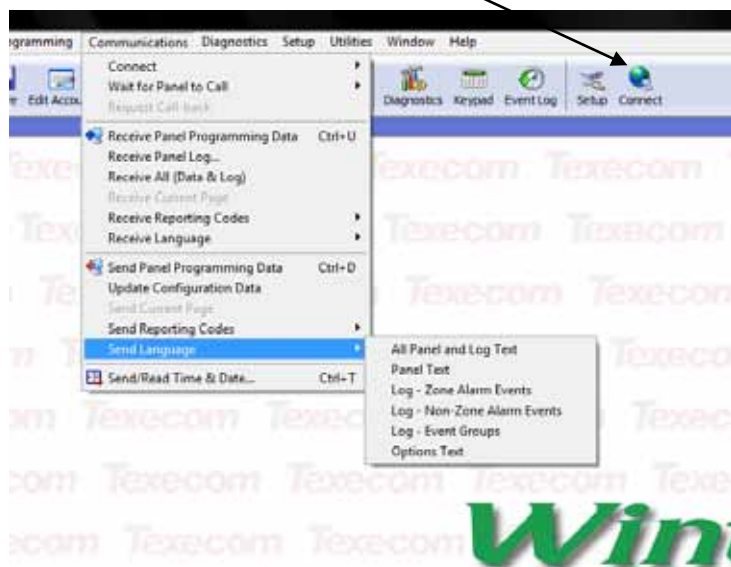 Communications Diagnostics Setup Utilities Window Help
Edit
Diagnostics Keypad Event Log Setup Connect
Connect
Wait for Panel to Call
Request Call-back
Receive Panel Programming Data Ctrl+U
Receive Panel Log...
Receive All (Data & Log)
Receive Current Page
Receive Reporting Codes
Receive Language
Send Panel Programming Data Ctrl+D
Update Configuration Data
Send Current Page
Send Reporting Codes
Send Language
Send/Read Time & Date... Ctrl+T
All Panel and Log Text
Panel Text
Log - Zone Alarm Events
Log - Non-Zone Alarm Events
Log - Event Groups
Options Text
Texecom Texecom
Texecom Texecom
Texecom Texecom
Texecom
Texecom
Texecom Texecom
Texecom Texecom
Win